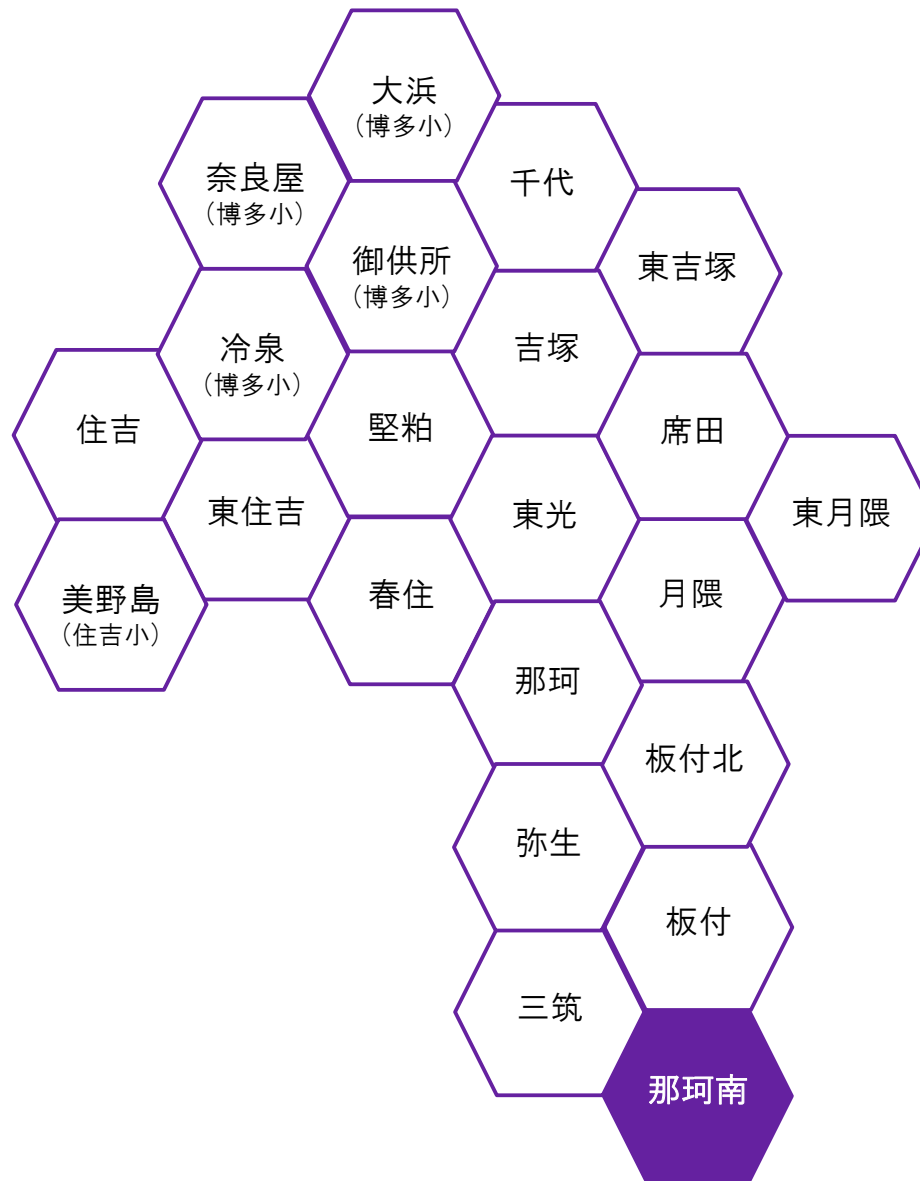 大浜
（博多小）
奈良屋
（博多小）
千代
御供所
（博多小）
東吉塚
冷泉
（博多小）
吉塚
住吉
堅粕
席田
東住吉
東光
東月隈
美野島
（住吉小）
春住
月隈
那珂
板付北
弥生
板付
三筑
那珂南